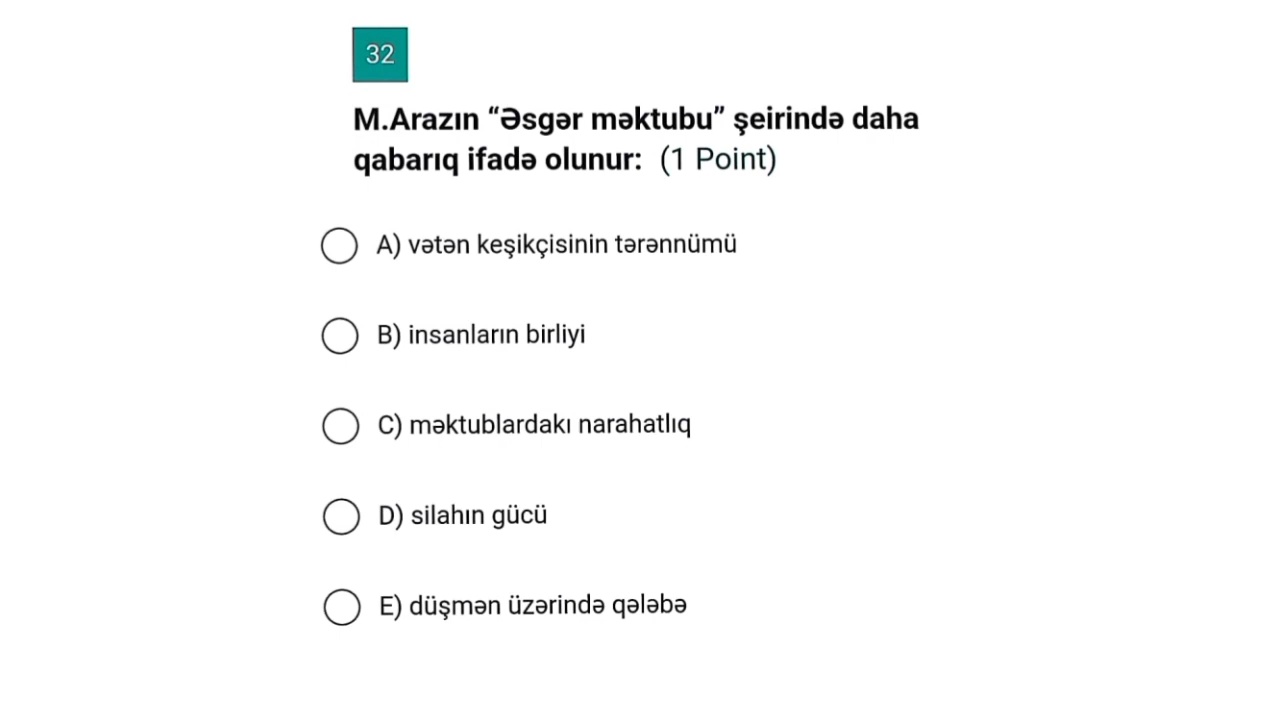 32
M.Arazın “Əsgər məktubu” şeirində daha
qabarıq ifadə olunur: (1 Point)
A) vətən keşikçisinin tərənnümü
B) insanların birliyi
C) məktublardakı narahatlıq
D) silahın gücü
E) düşmən üzərində qələbə